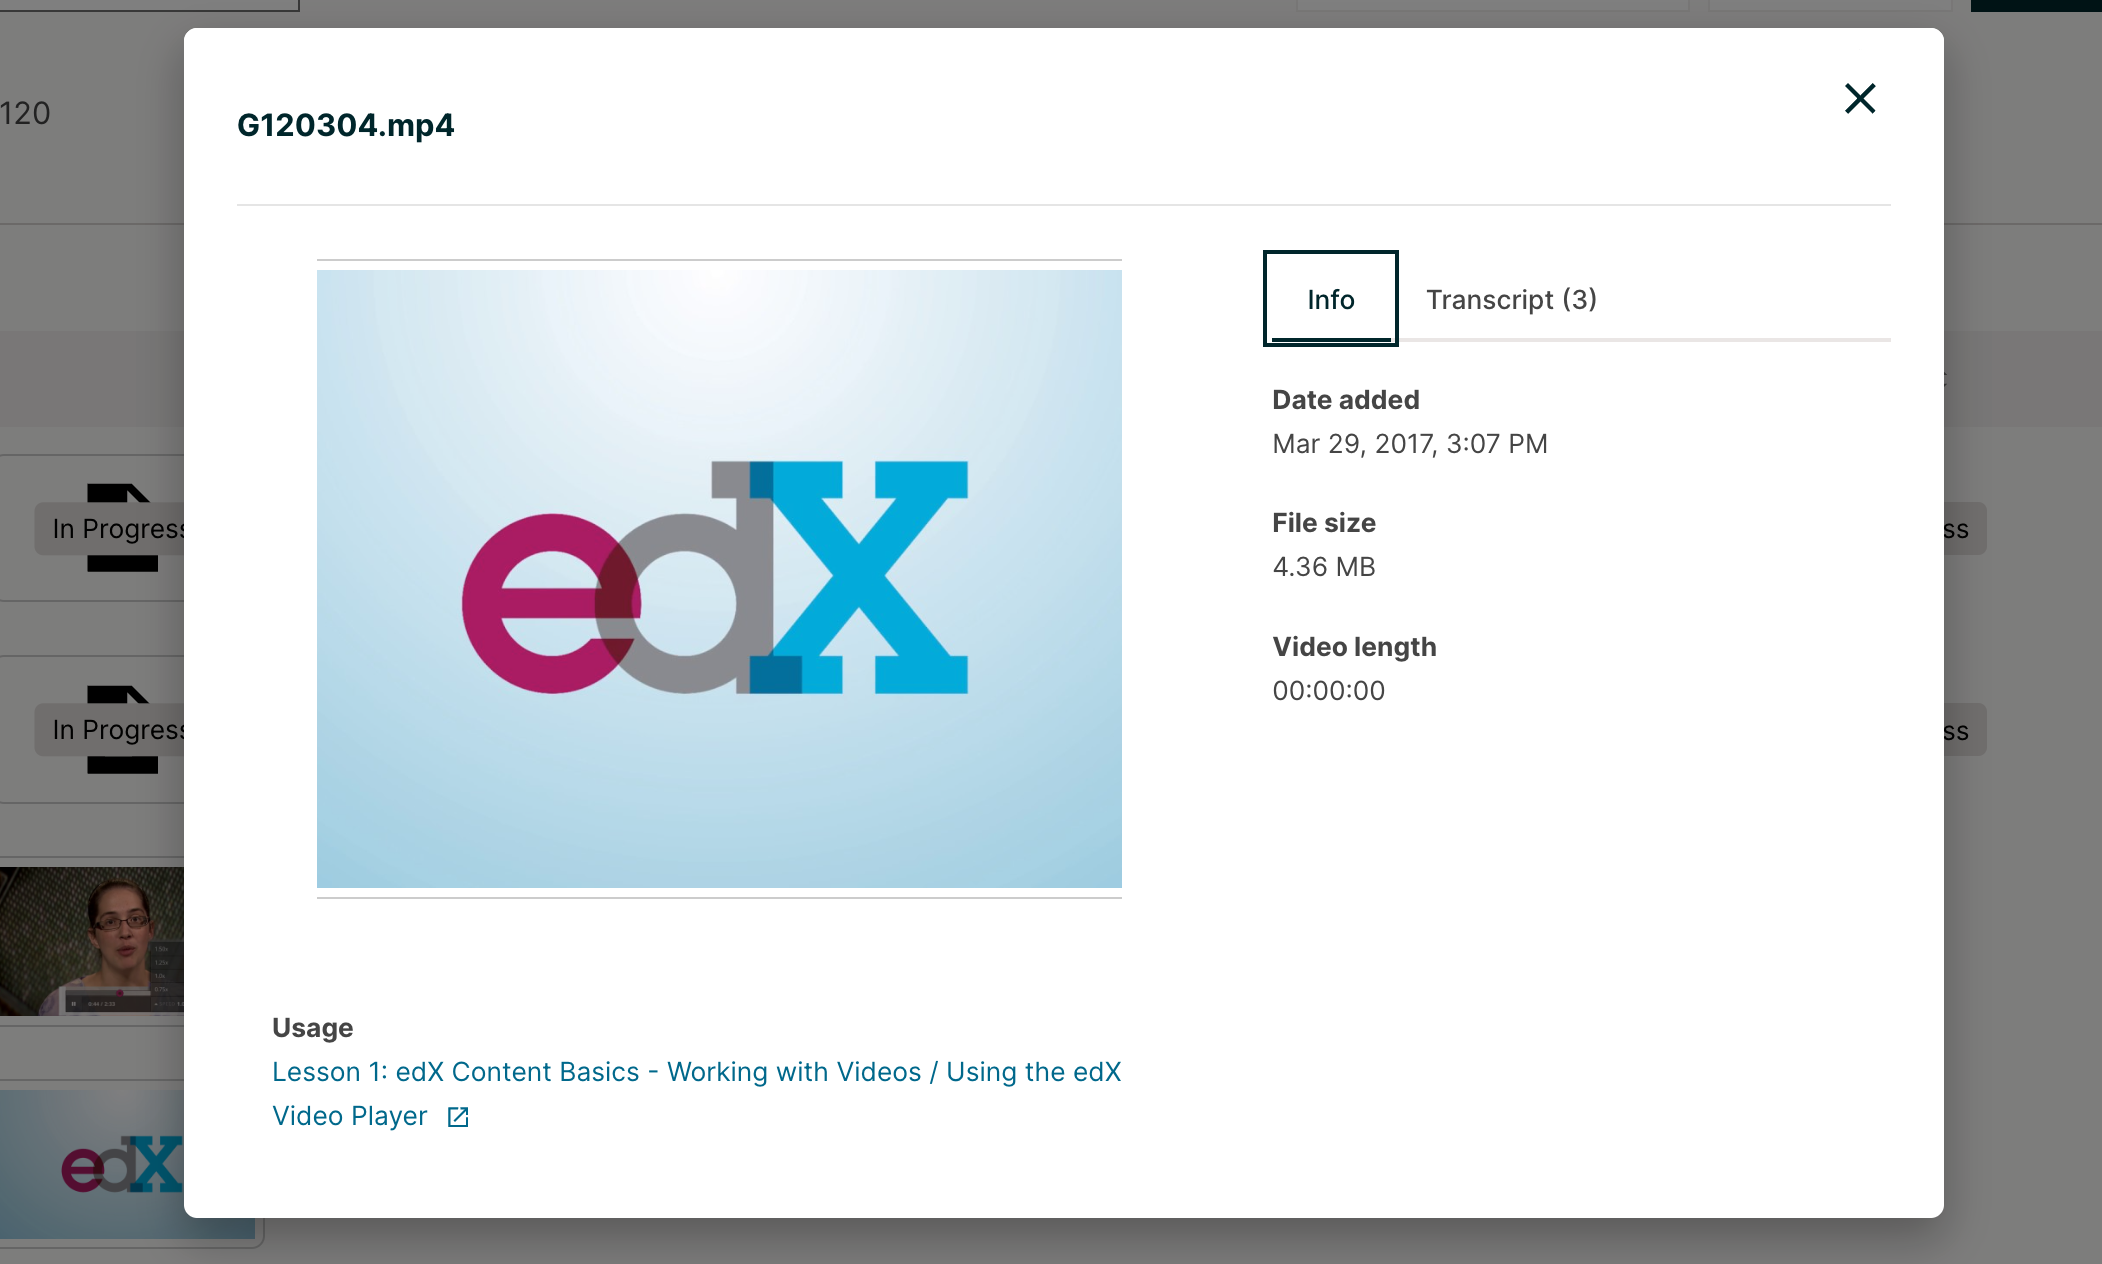 120
G120304.mp4
Info
Transcript (3)
edX
Date added
Mar 29, 2017, 3:07 PM
File size
4.36 MB
Video length
00:00:00
In Progress
ss
In Progress
ss
Usage
Lesson 1: edX Content Basics - Working with Videos / Using the edX
Video Player
edX